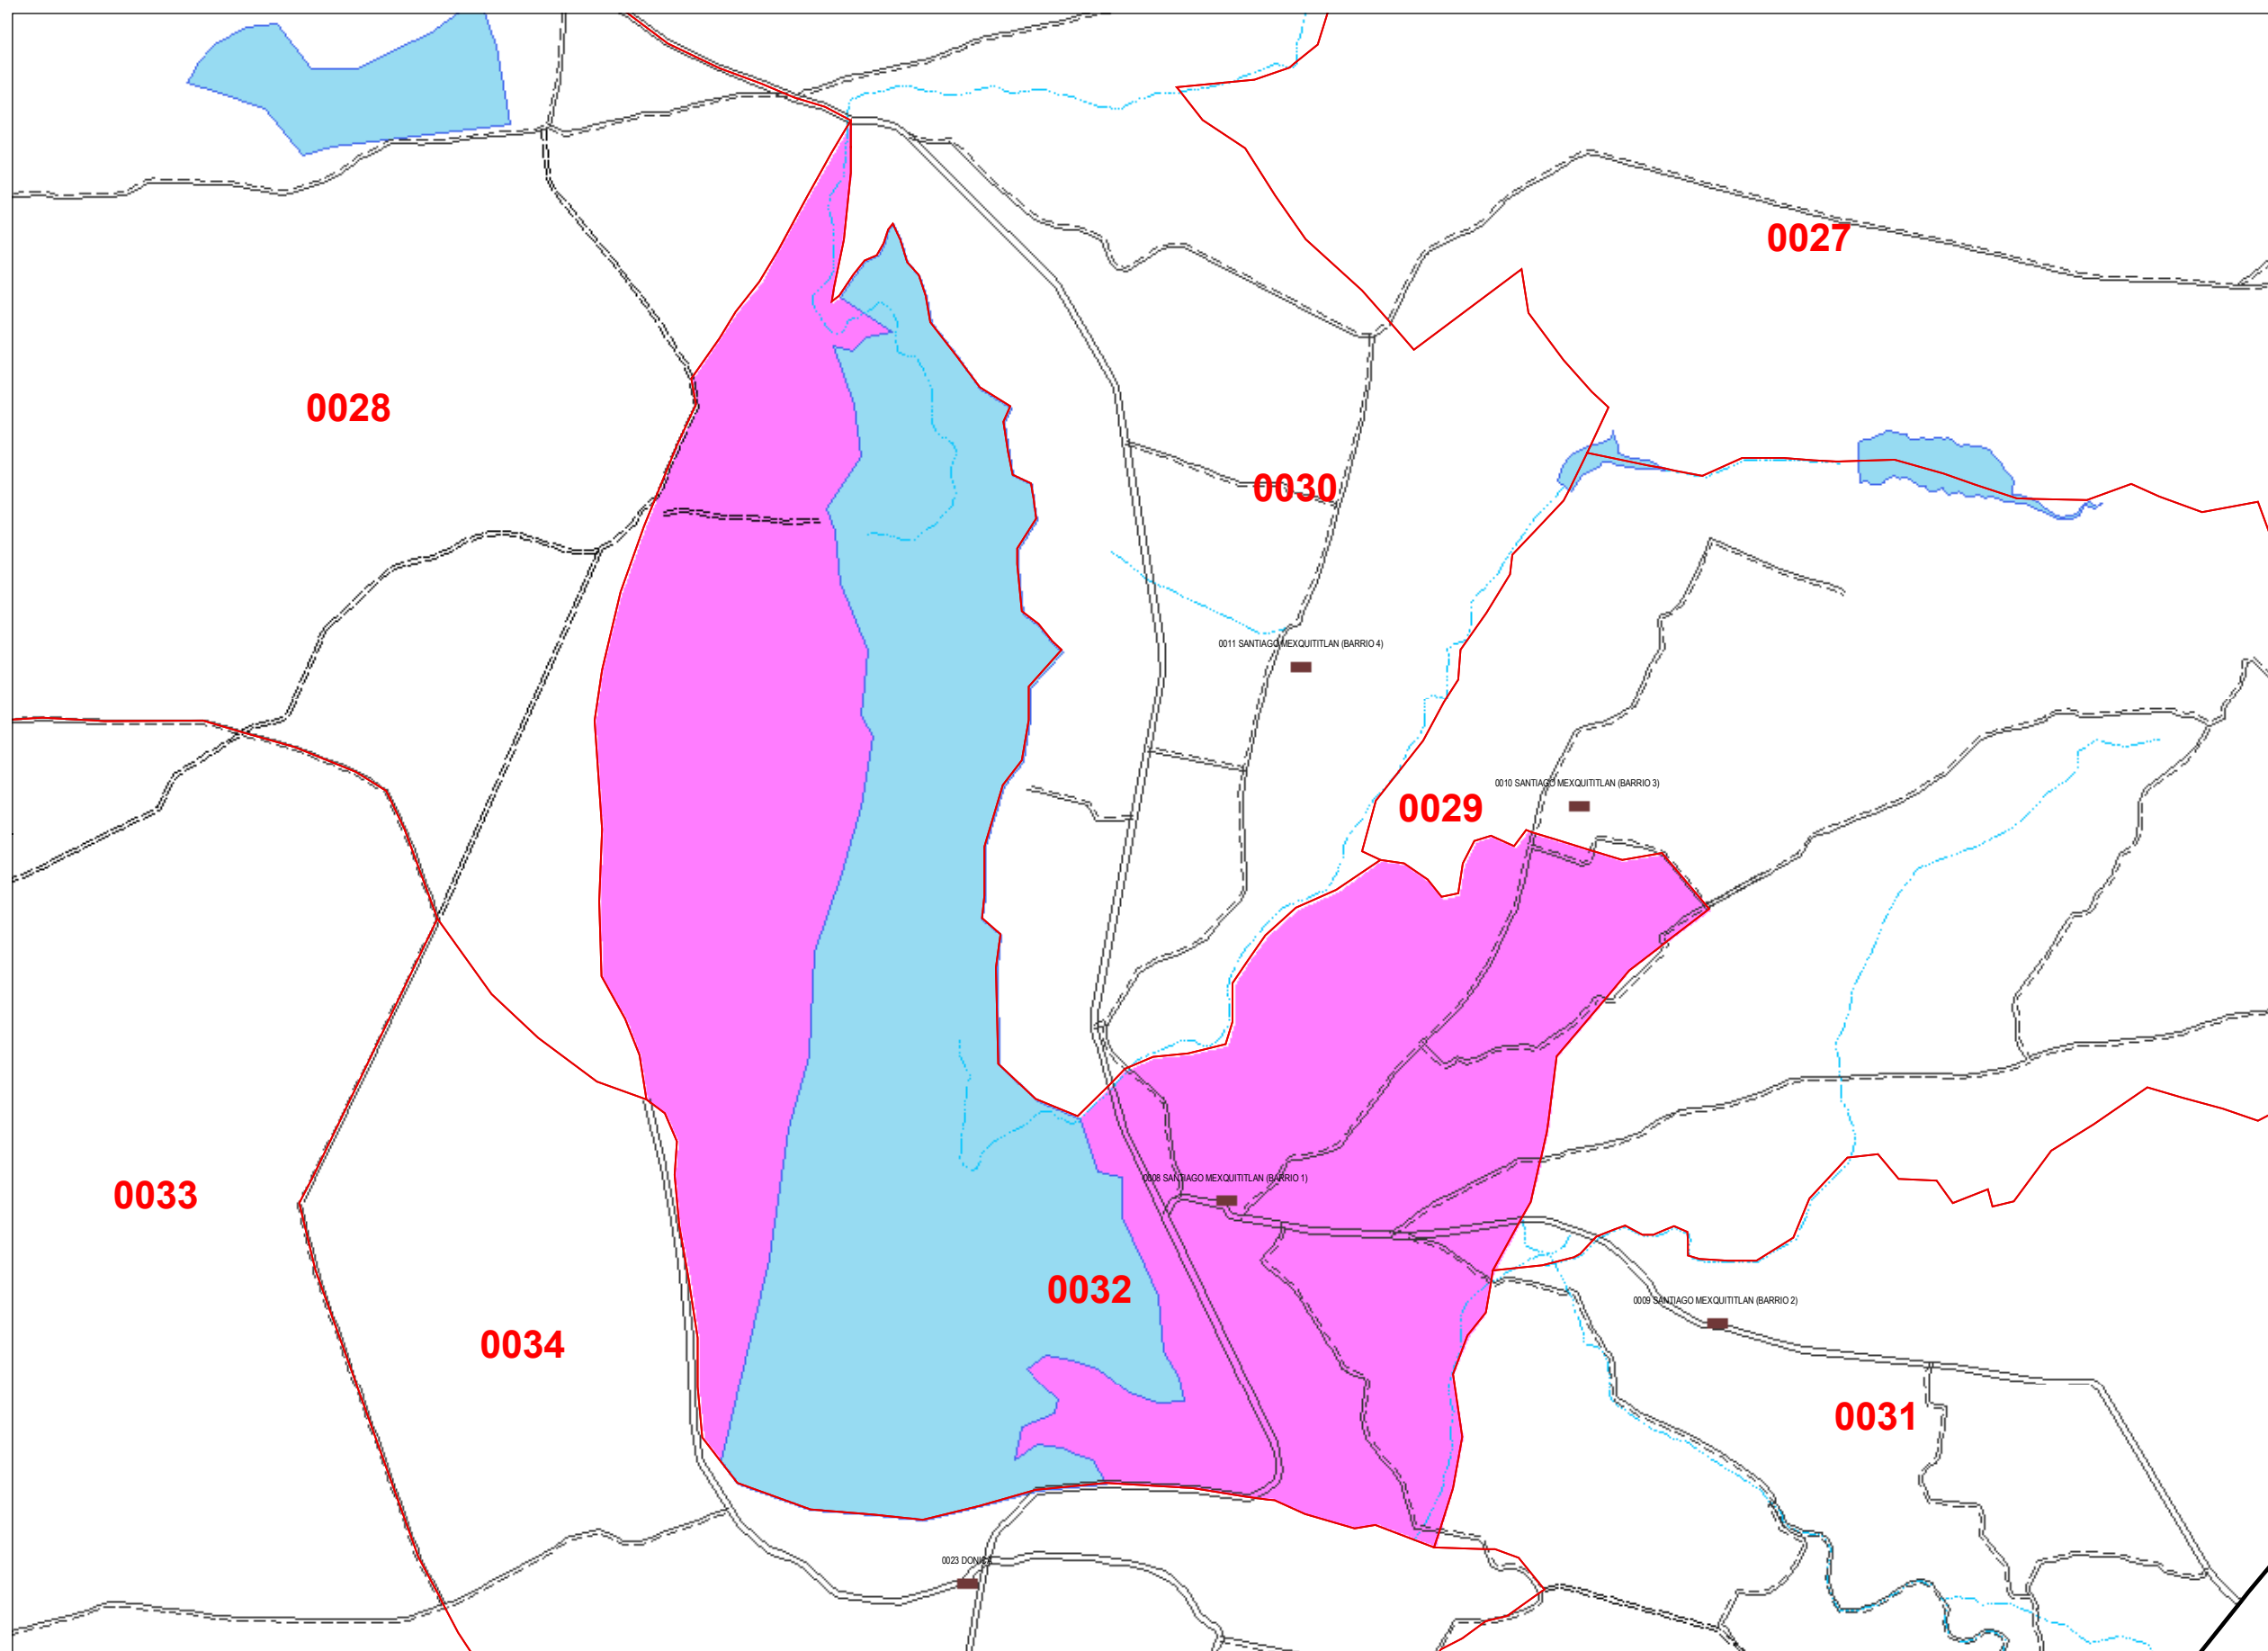 0027
0028
0030
0011 SANTIAGO MEXQUITITLAN (BARRIO 4)
0010 SANTIAGO MEXQUITITLAN (BARRIO 3)
0029
0008 SANTIAGO MEXQUITITLAN (BARRIO 1)
0033
0032
0009 SANTIAGO MEXQUITITLAN (BARRIO 2)
0034
0031
0023 DONICA